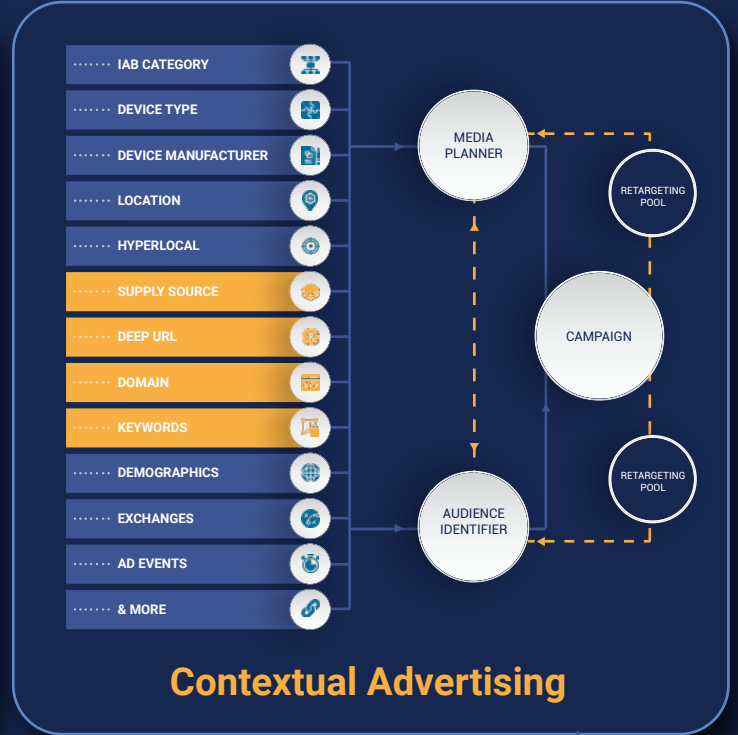 IAB CATEGORY
DEVICE TYPE
DEVICE MANUFACTURER
LOCATION
HYPERLOCAL
SUPPLY SOURCE
DEEP URL
DOMAIN
KEYWORDS
DEMOGRAPHICS
EXCHANGES
AD EVENTS
& MORE
MEDIA
PLANNER
RETARGETING
POOL
CAMPAIGN
RETARGETING
POOL
AUDIENCE
IDENTIFIER
Contextual Advertising